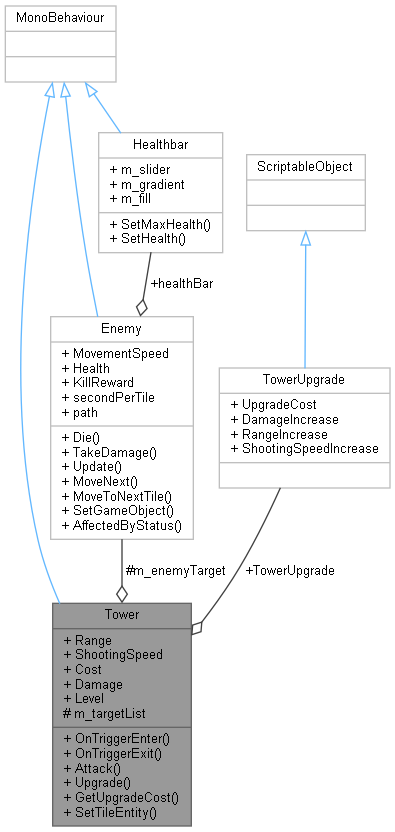 MonoBehaviour
Healthbar
+ m_slider
+ m_gradient
+ m_fill
+ SetMaxHealth()
+ SetHealth()
ScriptableObject
+healthBar
Enemy
+ MovementSpeed
+ Health
+ KillReward
+ secondPerTile
+ path
+ Die()
+ TakeDamage()
+ Update()
+ MoveNext()
+ MoveToNextTile()
+ SetGameObject()
+ AffectedByStatus()
TowerUpgrade
+ UpgradeCost
+ DamageIncrease
+ RangeIncrease
+ ShootingSpeedIncrease
#m_enemyTarget
+TowerUpgrade
Tower
+ Range
+ ShootingSpeed
+ Cost
+ Damage
+ Level
# m_targetList
+ OnTriggerEnter()
+ OnTriggerExit()
+ Attack()
+ Upgrade()
+ GetUpgradeCost()
+ SetTileEntity()